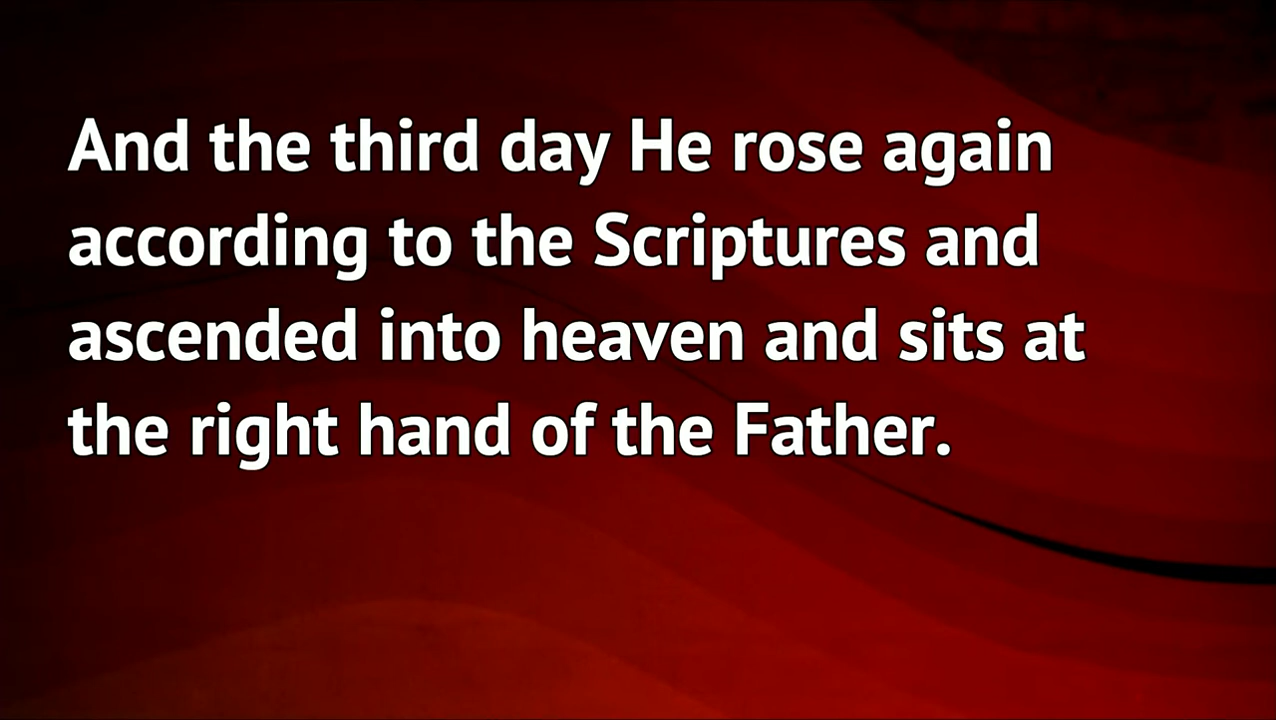 And the third day He rose again
according to the Scriptures and
ascended into heaven and sits at
the right hand of the Father.